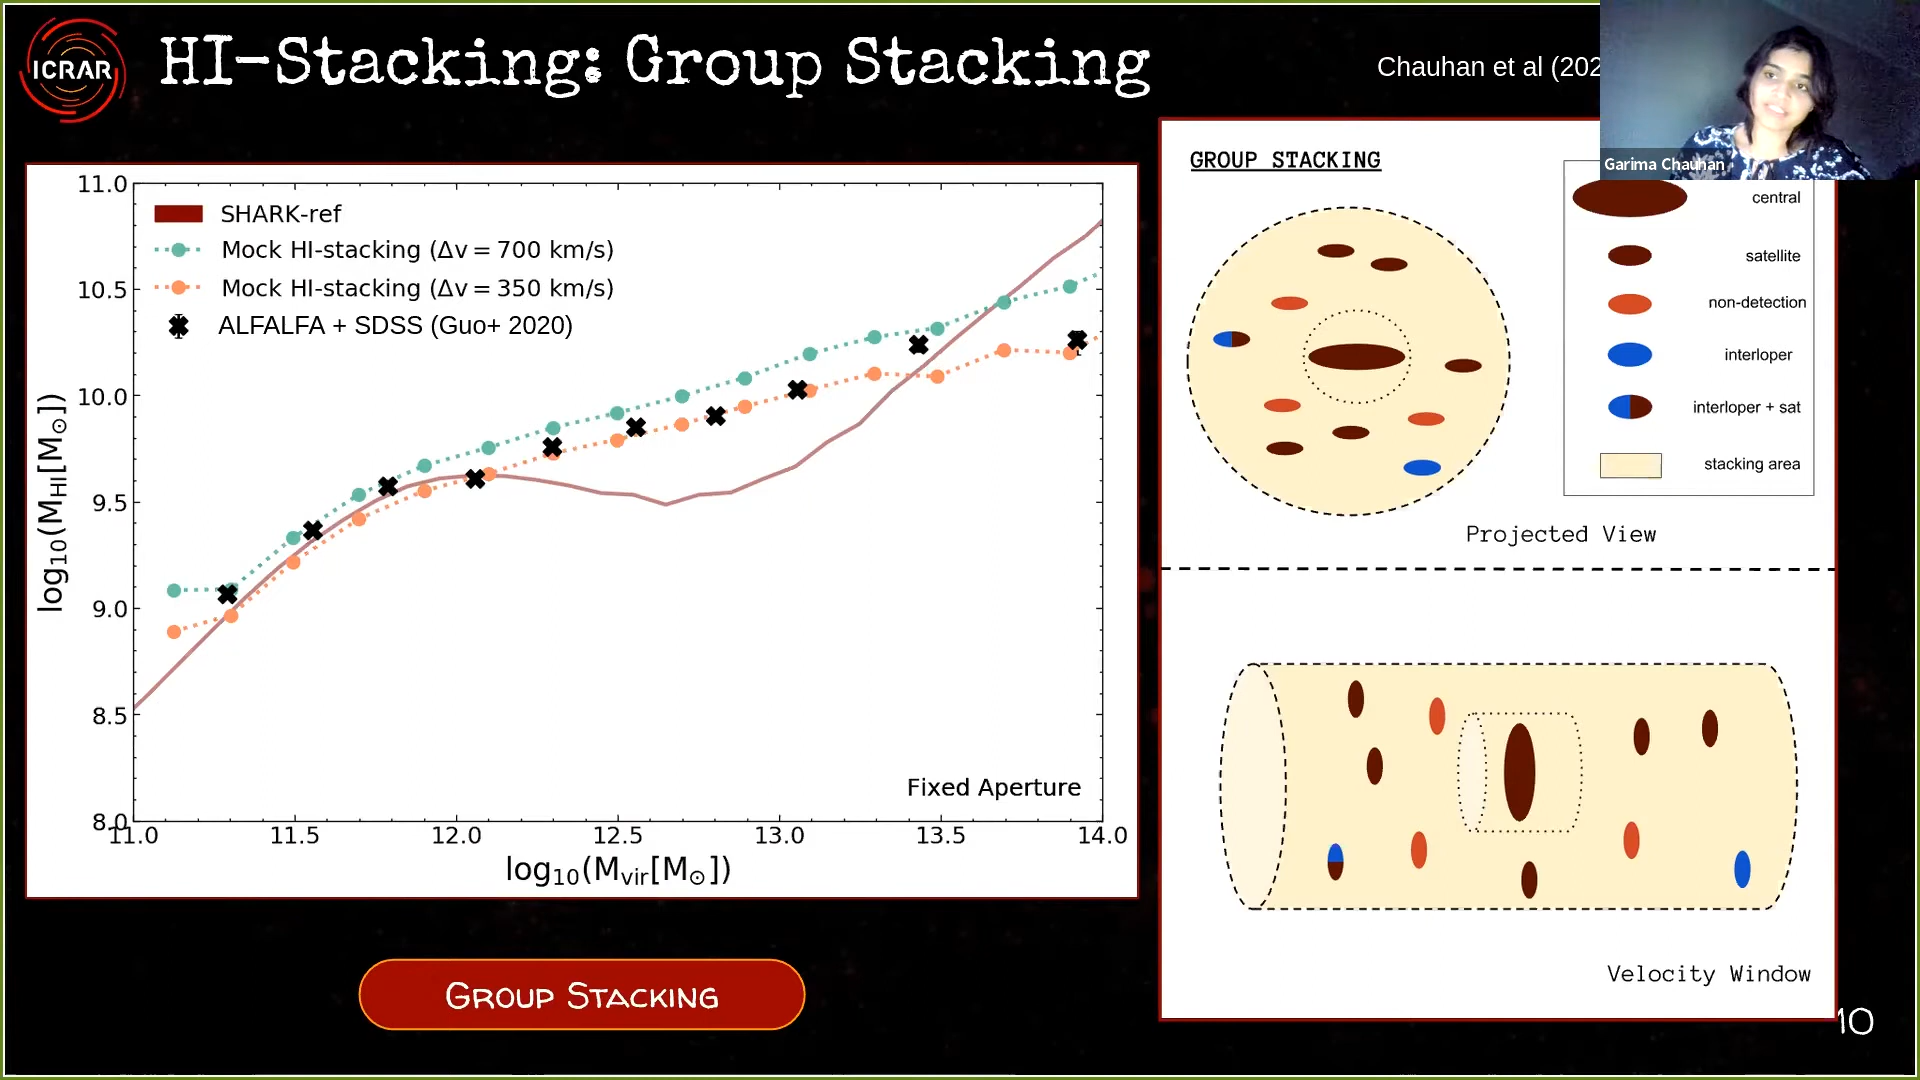 ICRAR
HI-Stacking: Group Stacking
Chauhan et al (202
Garima Chauhan
SHARK-ref
Mock HI-stacking (Δv = 700 km/s)
Mock HI-stacking (Δv = 350 km/s)
ALFALFA + SDSS (Guo+ 2020)
11.0
10.5
10.0
9.5
9.0
8.5
8.0
log₁₀(M_HI[M⊙])
Fixed Aperture
11.0 11.5 12.0 12.5 13.0 13.5 14.0
log₁₀(M_vir[M⊙])
GROUP STACKING
GROUP STACKING
central
satellite
non-detection
interloper
interloper + sat
stacking area
Projected View
Velocity Window
10